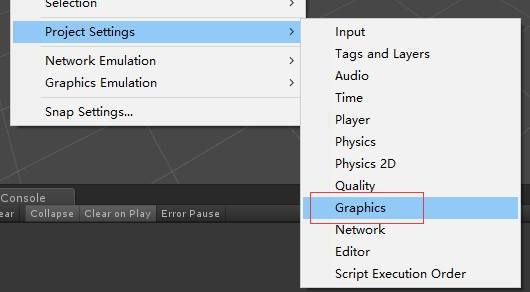 Selection
Project Settings
Network Emulation
Graphics Emulation
Snap Settings...
Input
Tags and Layers
Audio
Time
Player
Physics
Physics 2D
Quality
Graphics
Network
Editor
Script Execution Order
Console
ear Collapse Clear on Play Error Pause